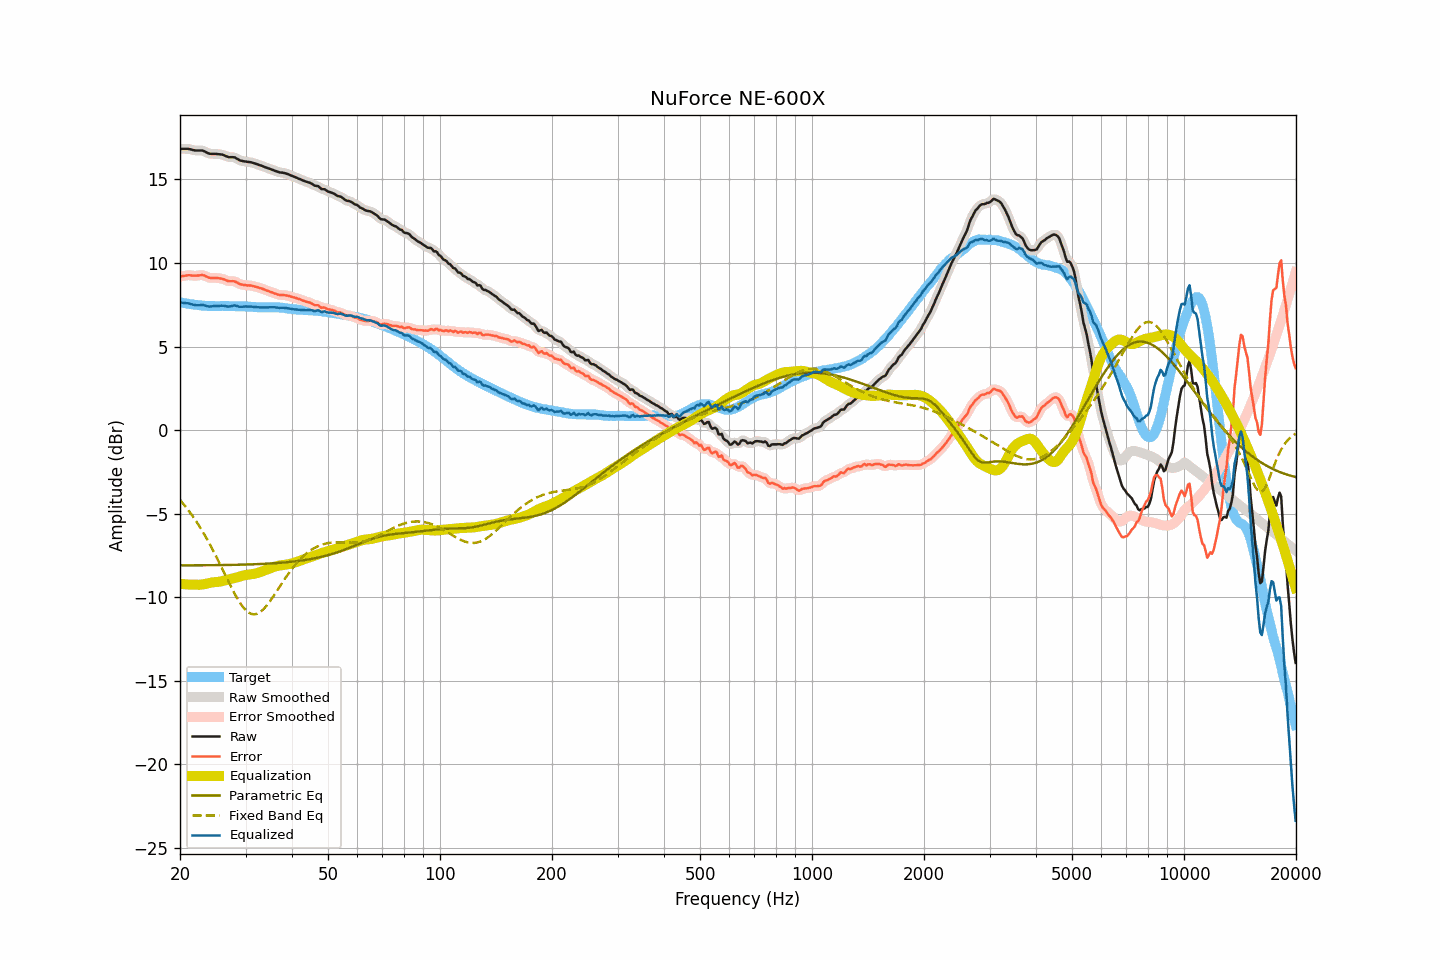 NuForce NE-600X
Amplitude (dBr)
15
10
5
0
−5
−10
−15
−20
−25
Target
Raw Smoothed
Error Smoothed
Raw
Error
Equalization
Parametric Eq
Fixed Band Eq
Equalized
20 50 100 200 500 1000 2000 5000 10000 20000
Frequency (Hz)